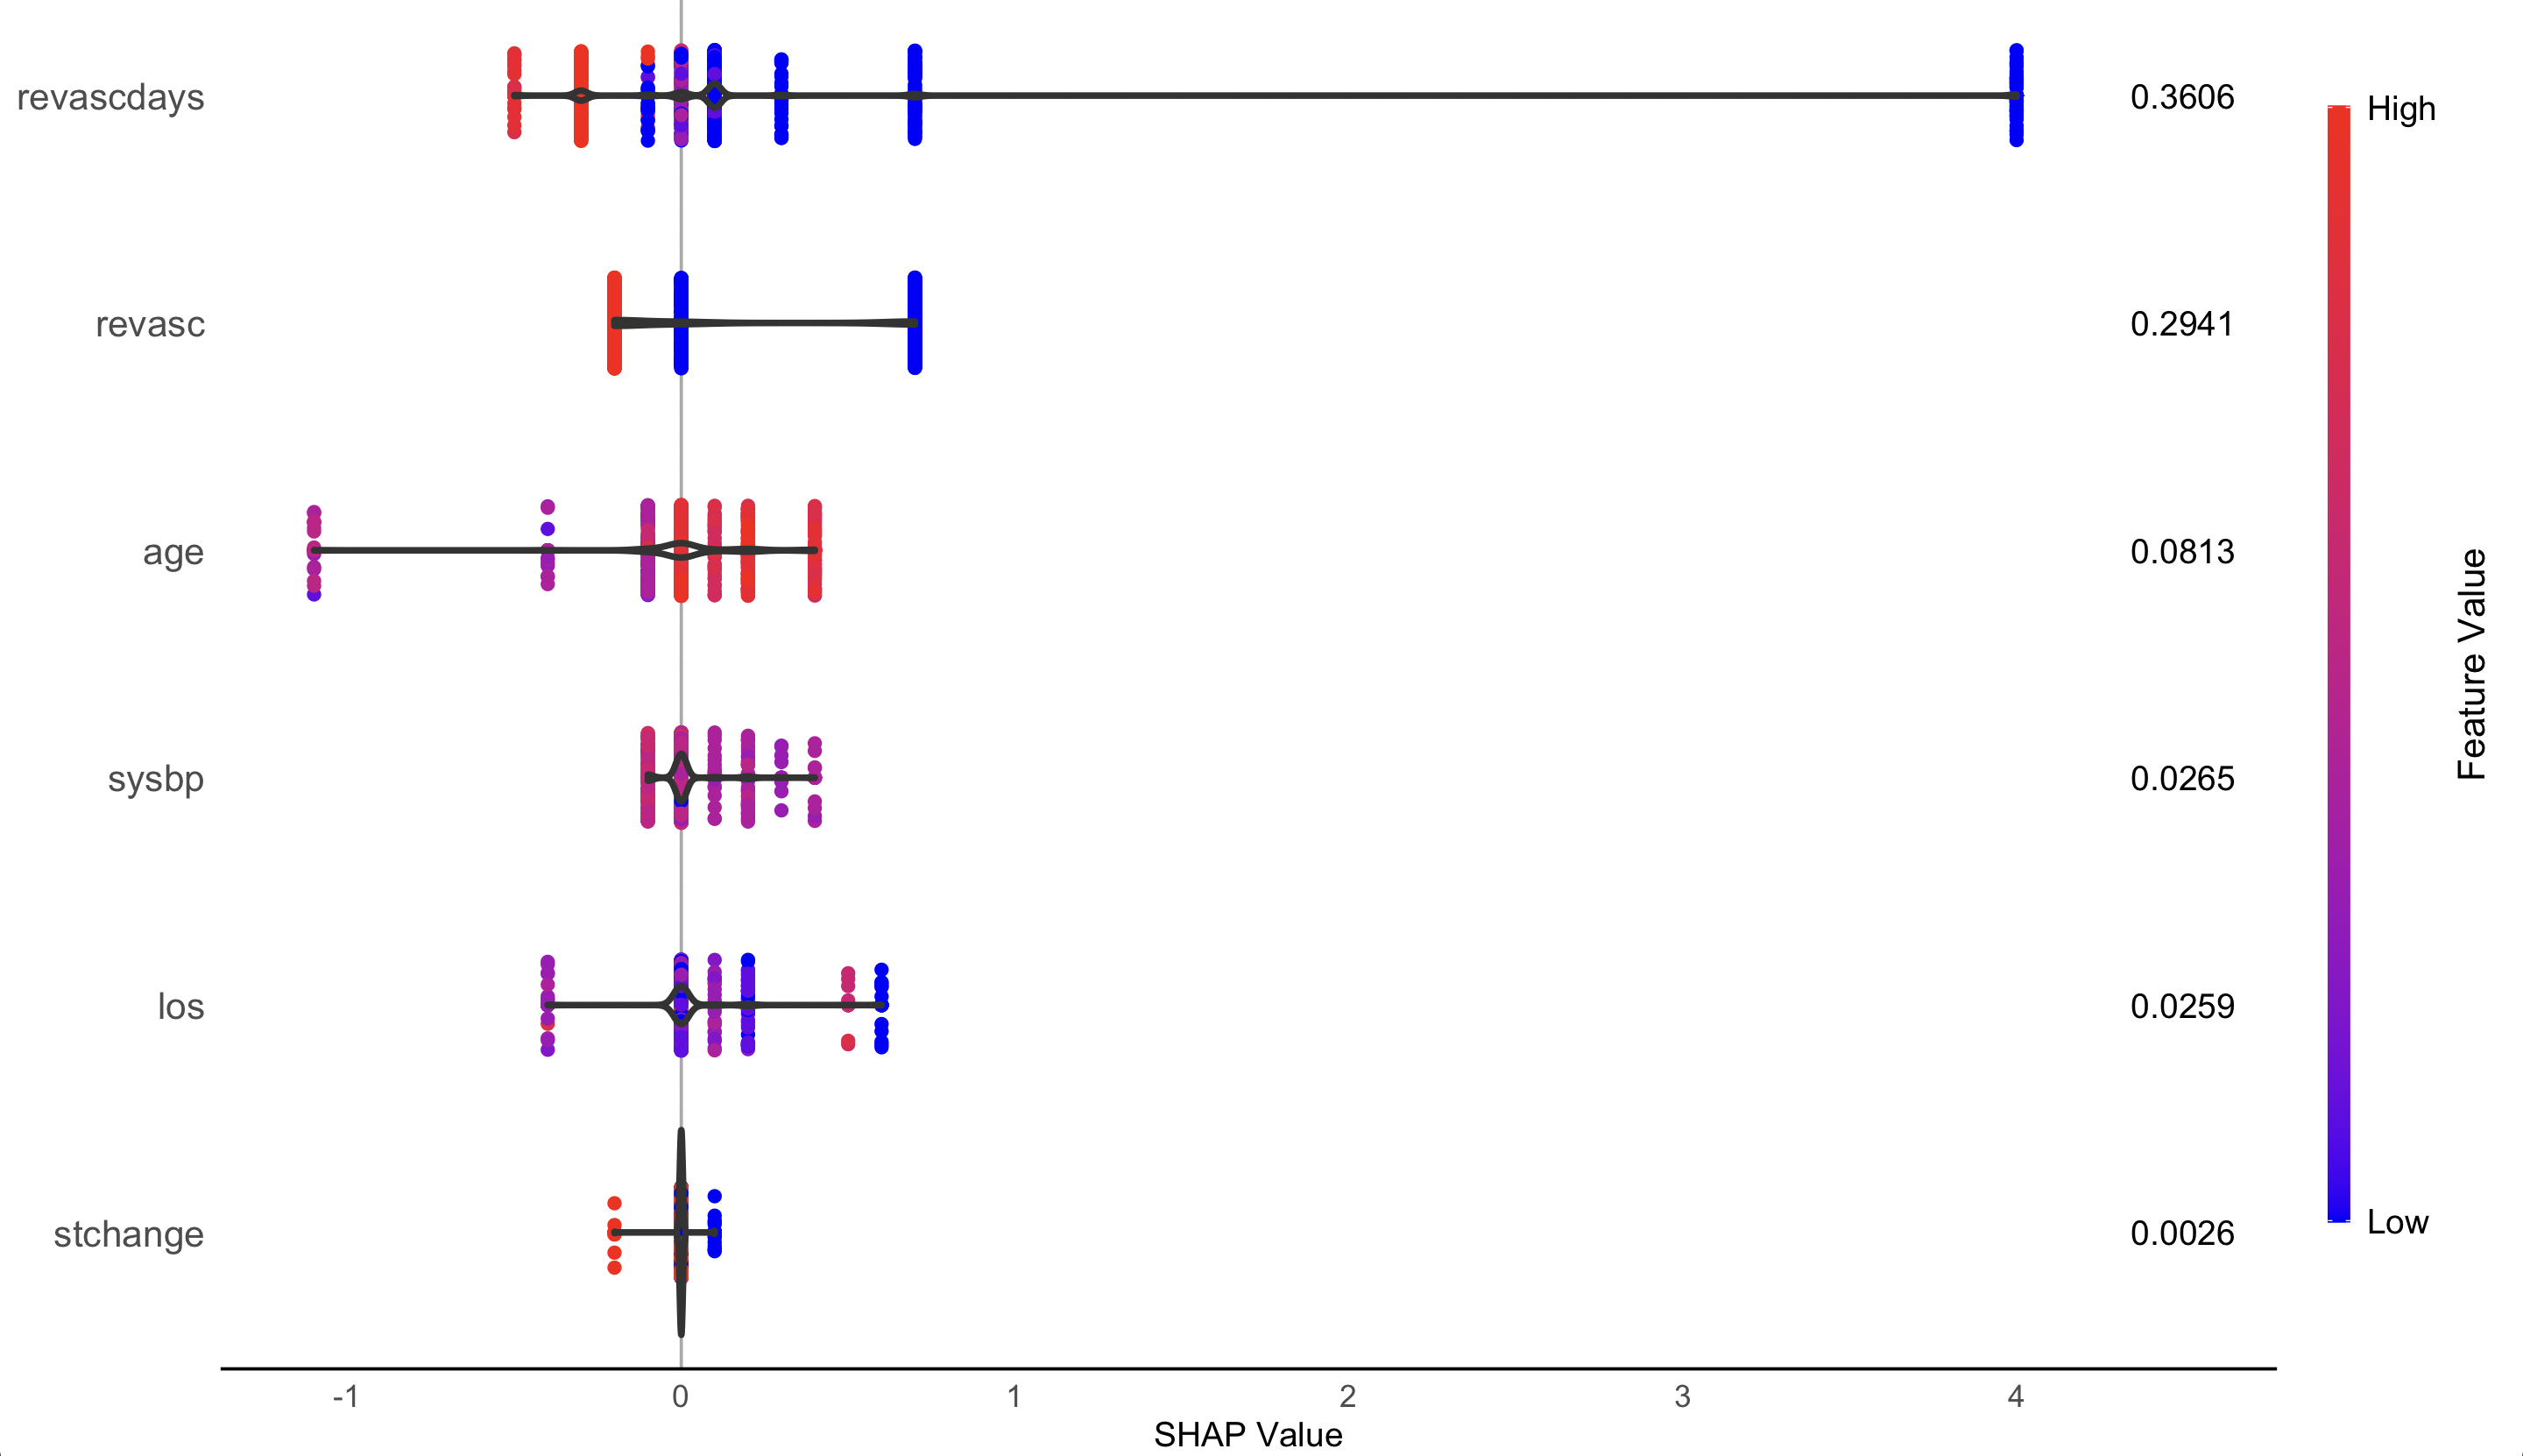 revascdays 0.3606
High
revasc 0.2941
age 0.0813
Feature Value
sysbp 0.0265
los 0.0259
Low
stchange 0.0026
-1 0 1 2 3 4
SHAP Value